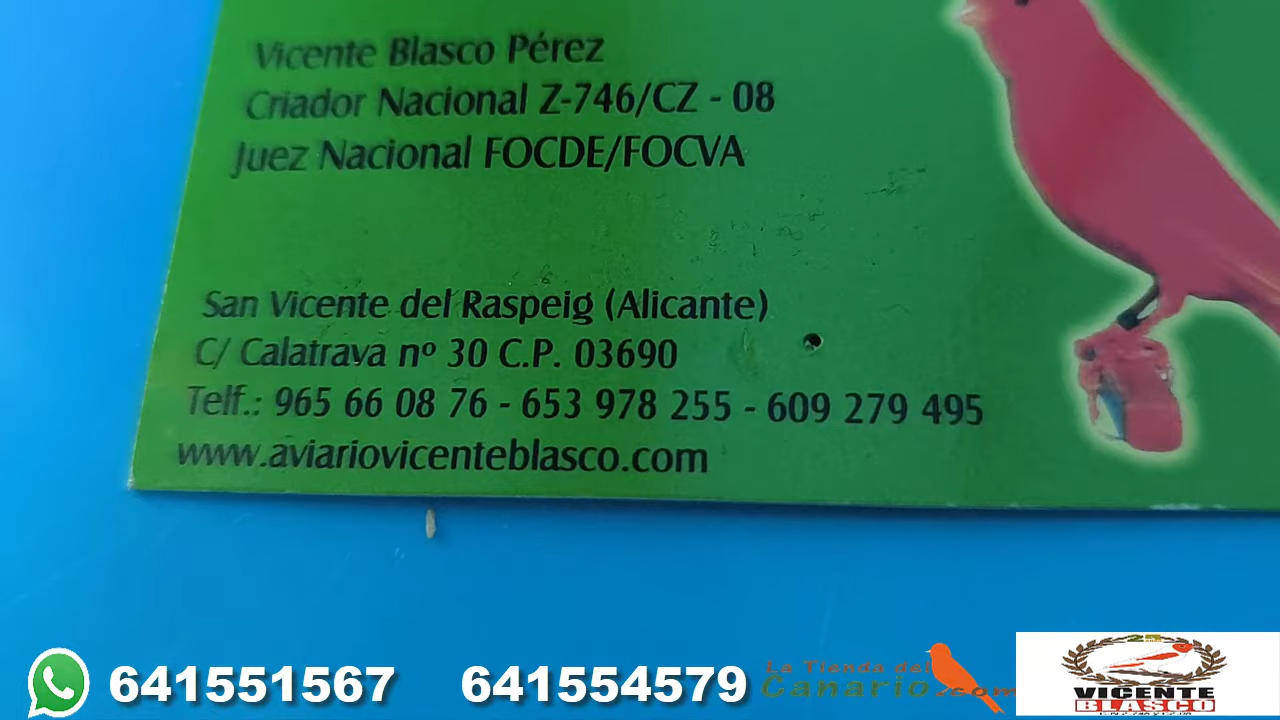 Vicente Blasco Pérez
Criador Nacional Z-746/CZ - 08
Juez Nacional FOCDE/FOCVA
San Vicente del Raspeig (Alicante)
C/ Calatrava nº 30 C.P. 03690
Telf.: 965 66 08 76 - 653 978 255 - 609 279 495
www.aviariovicenteblasco.com
641551567 641554579
La Tienda del
Canario.com
VICENTE
BLASCO